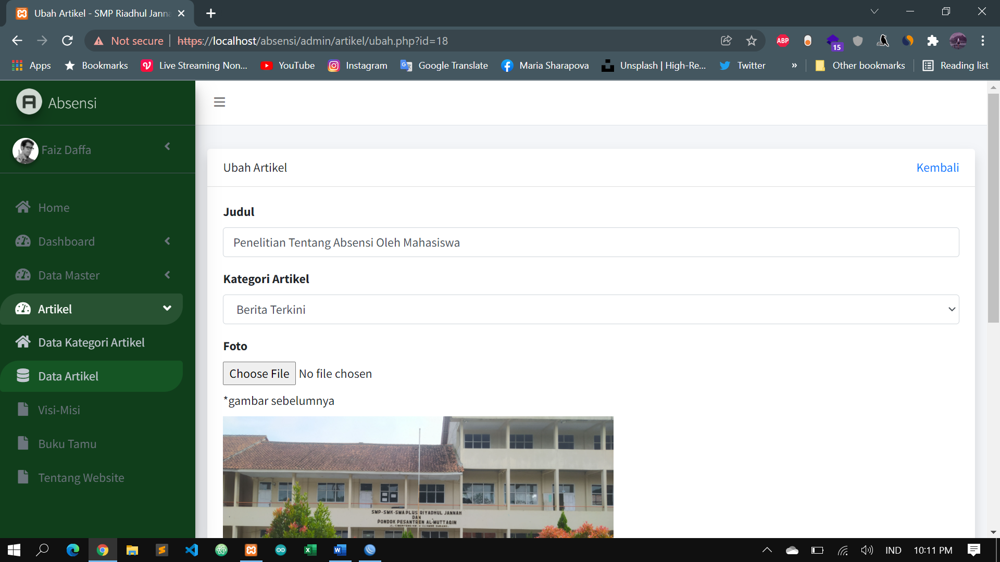 Ubah Artikel - SMP Riadhul Jann
Not secure https://localhost/absensi/admin/artikel/ubah.php?id=18
ABP
15
Apps Bookmarks Live Streaming Non... YouTube Instagram Google Translate Maria Sharapova Unsplash | High-Re... Twitter » Other bookmarks Reading list
Absensi
Faiz Daffa
Home
Dashboard
Data Master
Artikel
Data Kategori Artikel
Data Artikel
Visi-Misi
Buku Tamu
Tentang Website
Ubah Artikel
Kembali
Judul
Penelitian Tentang Absensi Oleh Mahasiswa
Kategori Artikel
Berita Terkini
Foto
Choose File No file chosen
*gambar sebelumnya
SMP-SMK-SMA PLUS RIYADHUL JANNAH
DAN
PONDOK PESANTREN AL-MUTTAQIN
IND 10:11 PM